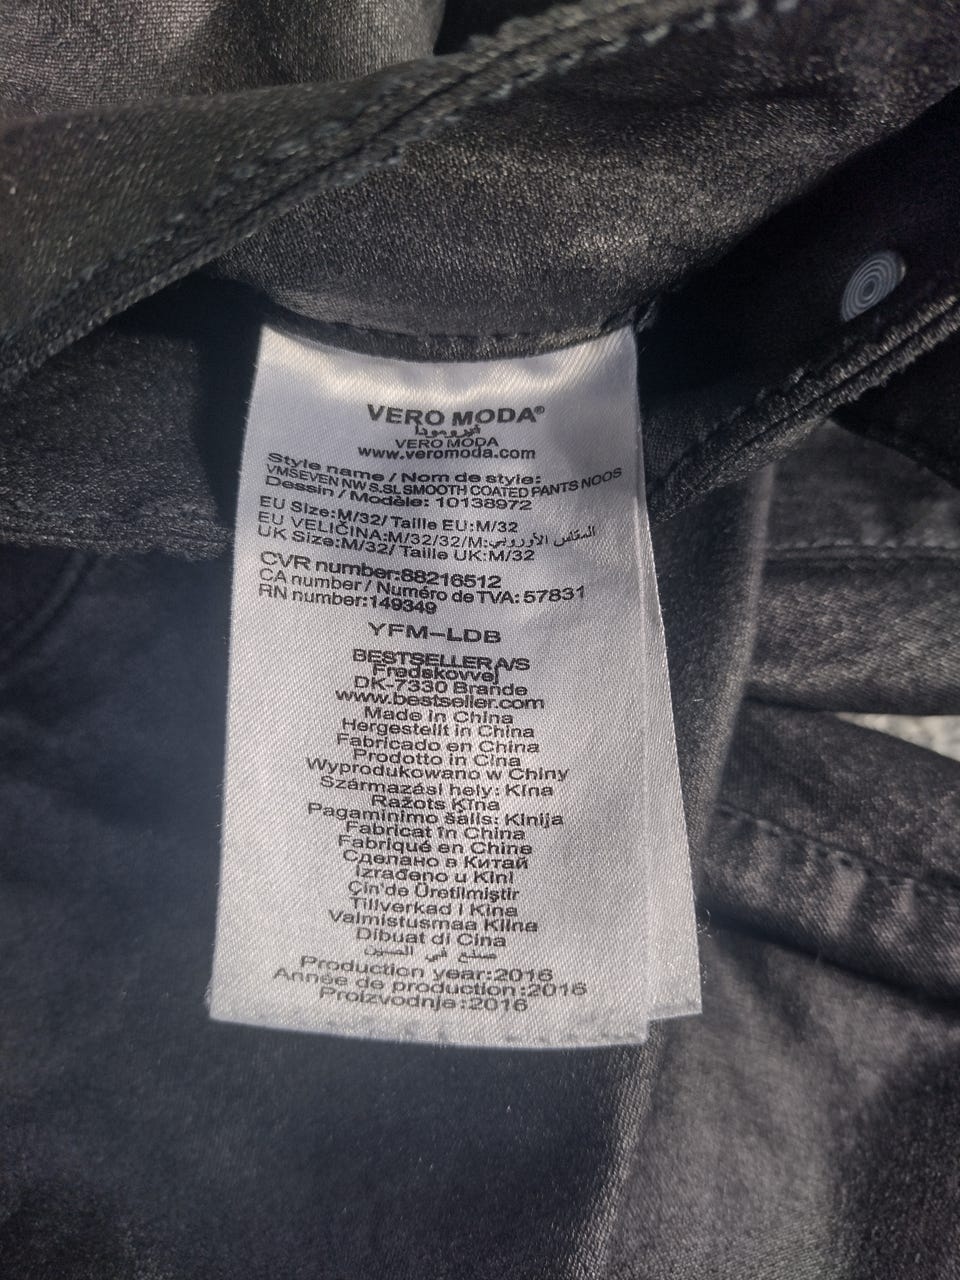 VERO MODA®
فيرومودا
VERO MODA
www.veromoda.com
Style name / Nom de style:
VMSEVEN NW S.SL SMOOTH COATED PANTS NOOS
Dessin / Modèle: 10138972
EU Size:M/32/ Taille EU:M/32
EU VELIČINA:M/32/32/M:المقاس الأوروبي
UK Size:M/32/ Taille UK:M/32
CVR number:88216512
CA number / Numéro de TVA: 57831
RN number:149349
YFM-LDB
BESTSELLER A/S
Fredskovvej
DK-7330 Brande
www.bestseller.com
Made in China
Hergestellt in China
Fabricado en China
Prodotto in Cina
Wyprodukowano w Chiny
Származási hely: Kína
Ražots Ķīna
Pagaminimo šalis: Kinija
Fabricat în China
Fabriqué en Chine
Сделано в Китай
Izrađeno u Kini
Çin'de Üretilmiştir
Tillverkad i Kina
Valmistusmaa Kiina
Dibuat di Cina
صنع في الصين
Production year:2016
Année de production:2016
Proizvodnje:2016